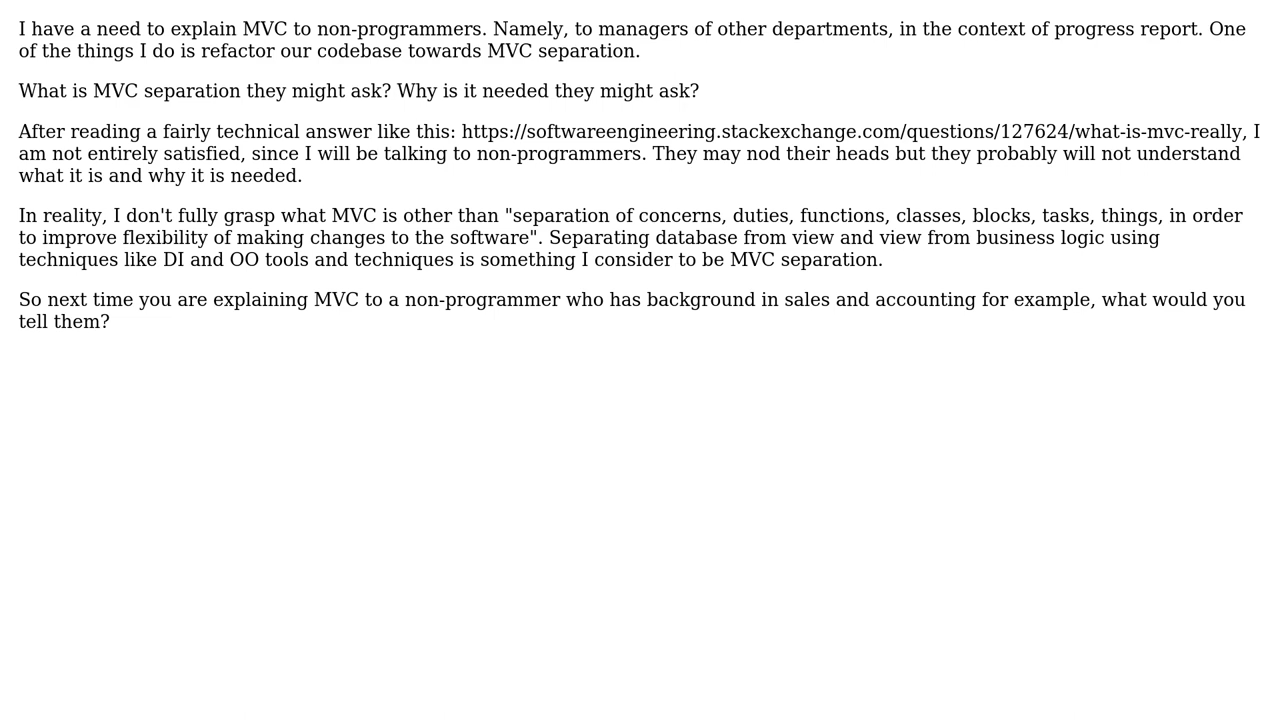 I have a need to explain MVC to non-programmers. Namely, to managers of other departments, in the context of progress report. One
of the things I do is refactor our codebase towards MVC separation.
What is MVC separation they might ask? Why is it needed they might ask?
After reading a fairly technical answer like this: https://softwareengineering.stackexchange.com/questions/127624/what-is-mvc-really, I
am not entirely satisfied, since I will be talking to non-programmers. They may nod their heads but they probably will not understand
what it is and why it is needed.
In reality, I don't fully grasp what MVC is other than "separation of concerns, duties, functions, classes, blocks, tasks, things, in order
to improve flexibility of making changes to the software". Separating database from view and view from business logic using
techniques like DI and OO tools and techniques is something I consider to be MVC separation.
So next time you are explaining MVC to a non-programmer who has background in sales and accounting for example, what would you
tell them?